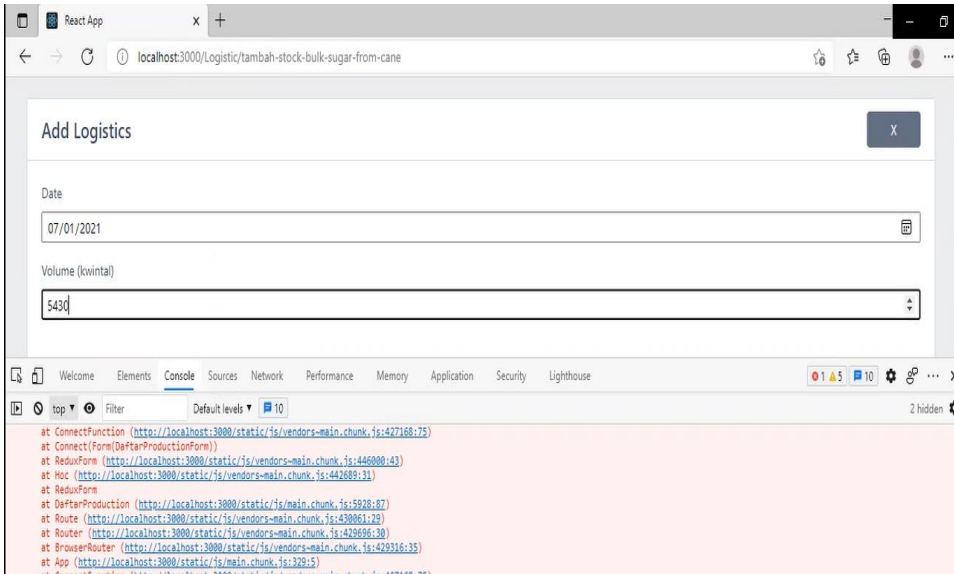 React App
localhost:3000/Logistic/tambah-stock-bulk-sugar-from-cane
Add Logistics
X
Date
07/01/2021
Volume (kwintal)
5430
Welcome Elements Console Sources Network Performance Memory Application Security Lighthouse 1 5 10
top Filter Default levels 10 2 hidden
at ConnectFunction (http://localhost:3000/static/js/vendors~main.chunk.js:427168:75)
at Connect(Form(DaftarProductionForm))
at ReduxForm (http://localhost:3000/static/js/vendors~main.chunk.js:446000:43)
at Hoc (http://localhost:3000/static/js/vendors~main.chunk.js:442689:31)
at ReduxForm
at DaftarProduction (http://localhost:3000/static/js/main.chunk.js:5928:87)
at Route (http://localhost:3000/static/js/vendors~main.chunk.js:430061:29)
at Router (http://localhost:3000/static/js/vendors~main.chunk.js:429696:30)
at BrowserRouter (http://localhost:3000/static/js/vendors~main.chunk.js:429316:35)
at App (http://localhost:3000/static/js/main.chunk.js:329:5)